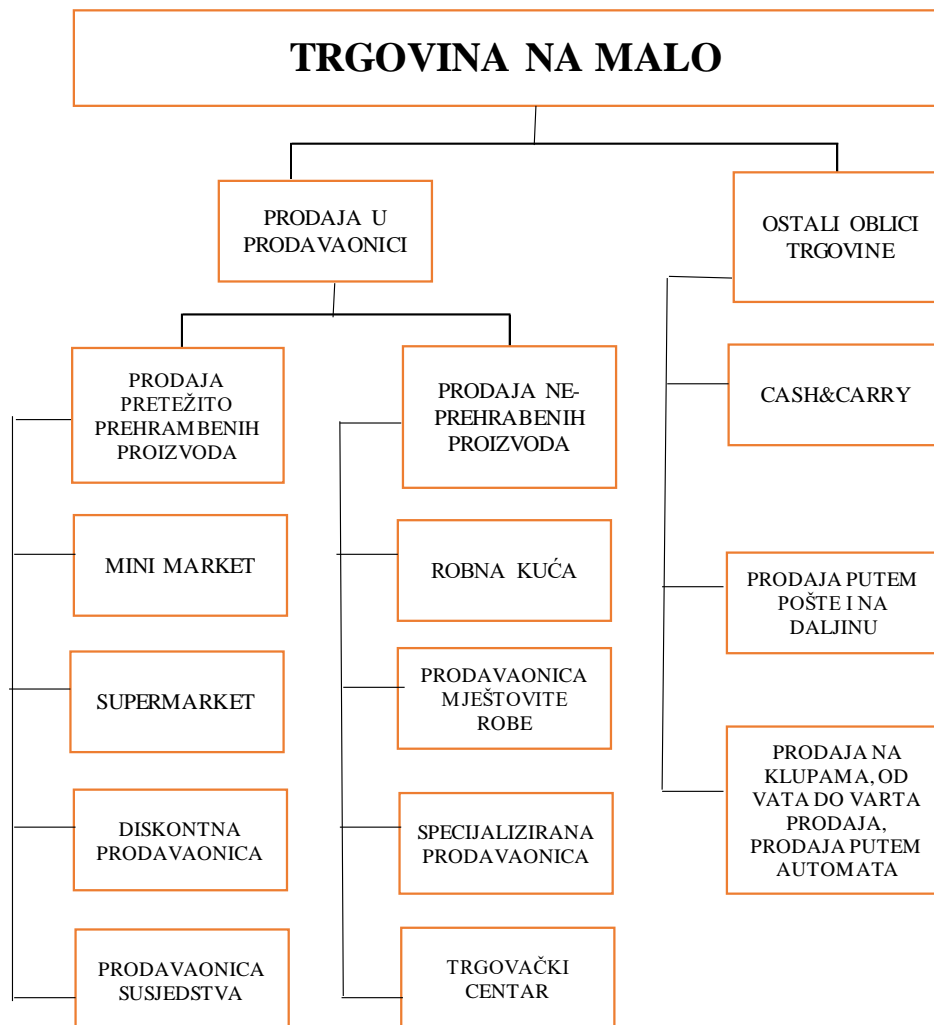 TRGOVINA NA MALO
PRODAJA U
PRODAVAONICI
OSTALI OBLICI
TRGOVINE
PRODAJA
PRETEŽITO
PREHRAMBENIH
PROIZVODA
PRODAJA NE-
PREHRABENIH
PROIZVODA
CASH&CARRY
MINI MARKET
ROBNA KUĆA
PRODAJA PUTEM
POŠTE I NA
DALJINU
SUPERMARKET
PRODAVAONICA
MJEŠTOVITE
ROBE
PRODAJA NA
KLUPAMA, OD
VATA DO VARTA
PRODAJA,
PRODAJA PUTEM
AUTOMATA
DISKONTNA
PRODAVAONICA
SPECIJALIZIRANA
PRODAVAONICA
PRODAVAONICA
SUSJEDSTVA
TRGOVAČKI
CENTAR